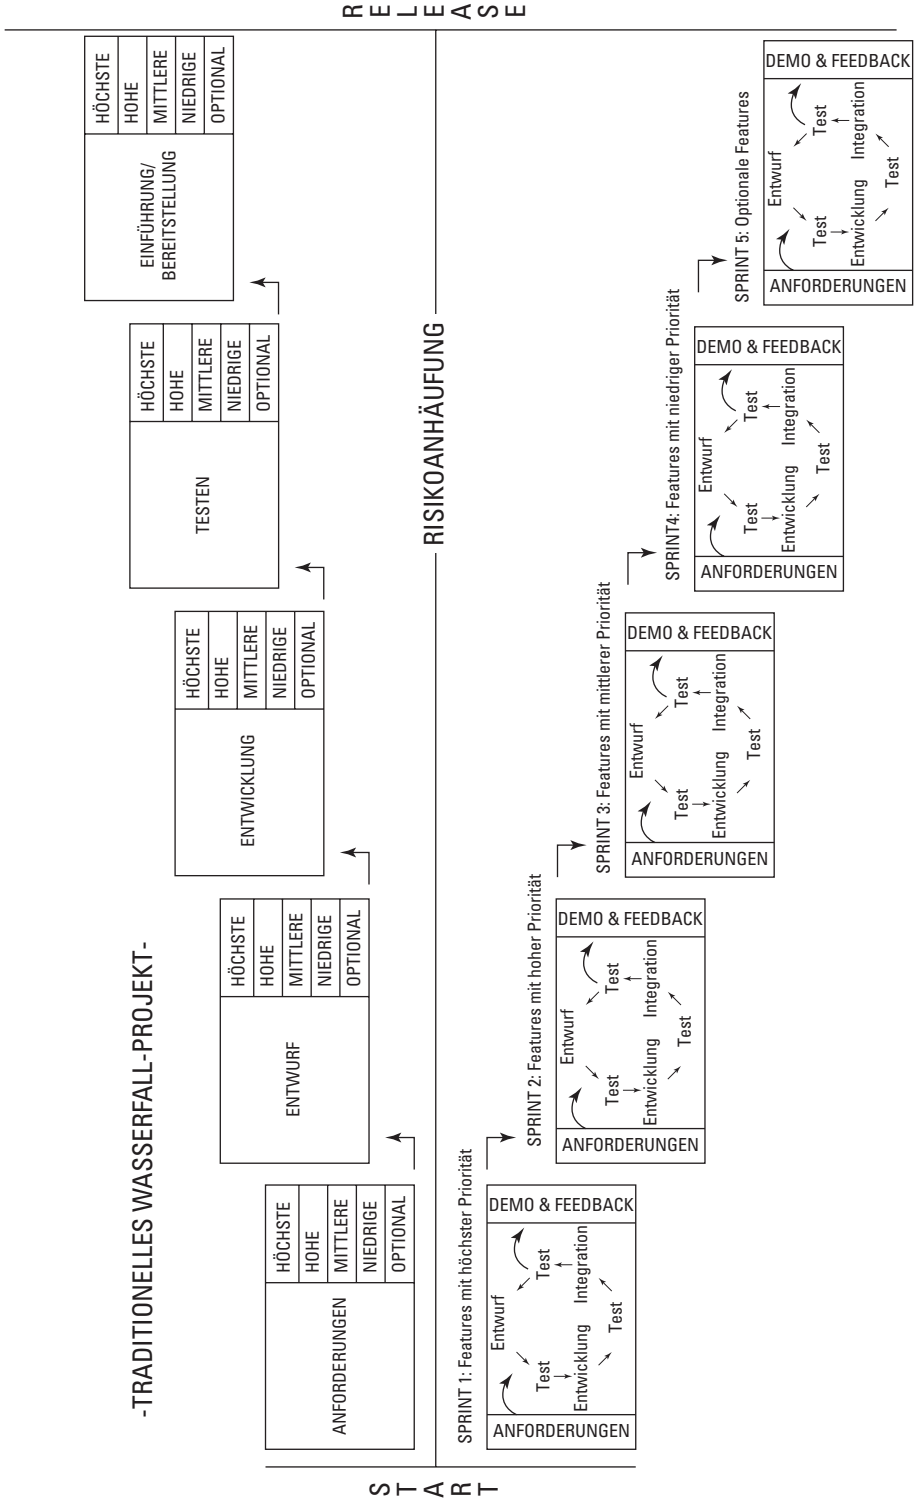 -TRADITIONELLES WASSERFALL-PROJEKT-
START
ANFORDERUNGEN
HÖCHSTE
HOHE
MITTLERE
NIEDRIGE
OPTIONAL
ENTWURF
HÖCHSTE
HOHE
MITTLERE
NIEDRIGE
OPTIONAL
ENTWICKLUNG
HÖCHSTE
HOHE
MITTLERE
NIEDRIGE
OPTIONAL
TESTEN
HÖCHSTE
HOHE
MITTLERE
NIEDRIGE
OPTIONAL
EINFÜHRUNG/
BEREITSTELLUNG
HÖCHSTE
HOHE
MITTLERE
NIEDRIGE
OPTIONAL
RELEASE
RISIKOANHÄUFUNG
SPRINT 1: Features mit höchster Priorität
ANFORDERUNGEN
Entwurf
Test
Test
Entwicklung
Integration
Test
DEMO & FEEDBACK
SPRINT 2: Features mit hoher Priorität
ANFORDERUNGEN
Entwurf
Test
Test
Entwicklung
Integration
Test
DEMO & FEEDBACK
SPRINT 3: Features mit mittlerer Priorität
ANFORDERUNGEN
Entwurf
Test
Test
Entwicklung
Integration
Test
DEMO & FEEDBACK
SPRINT4: Features mit niedriger Priorität
ANFORDERUNGEN
Entwurf
Test
Test
Entwicklung
Integration
Test
DEMO & FEEDBACK
SPRINT 5: Optionale Features
ANFORDERUNGEN
Entwurf
Test
Test
Entwicklung
Integration
Test
DEMO & FEEDBACK